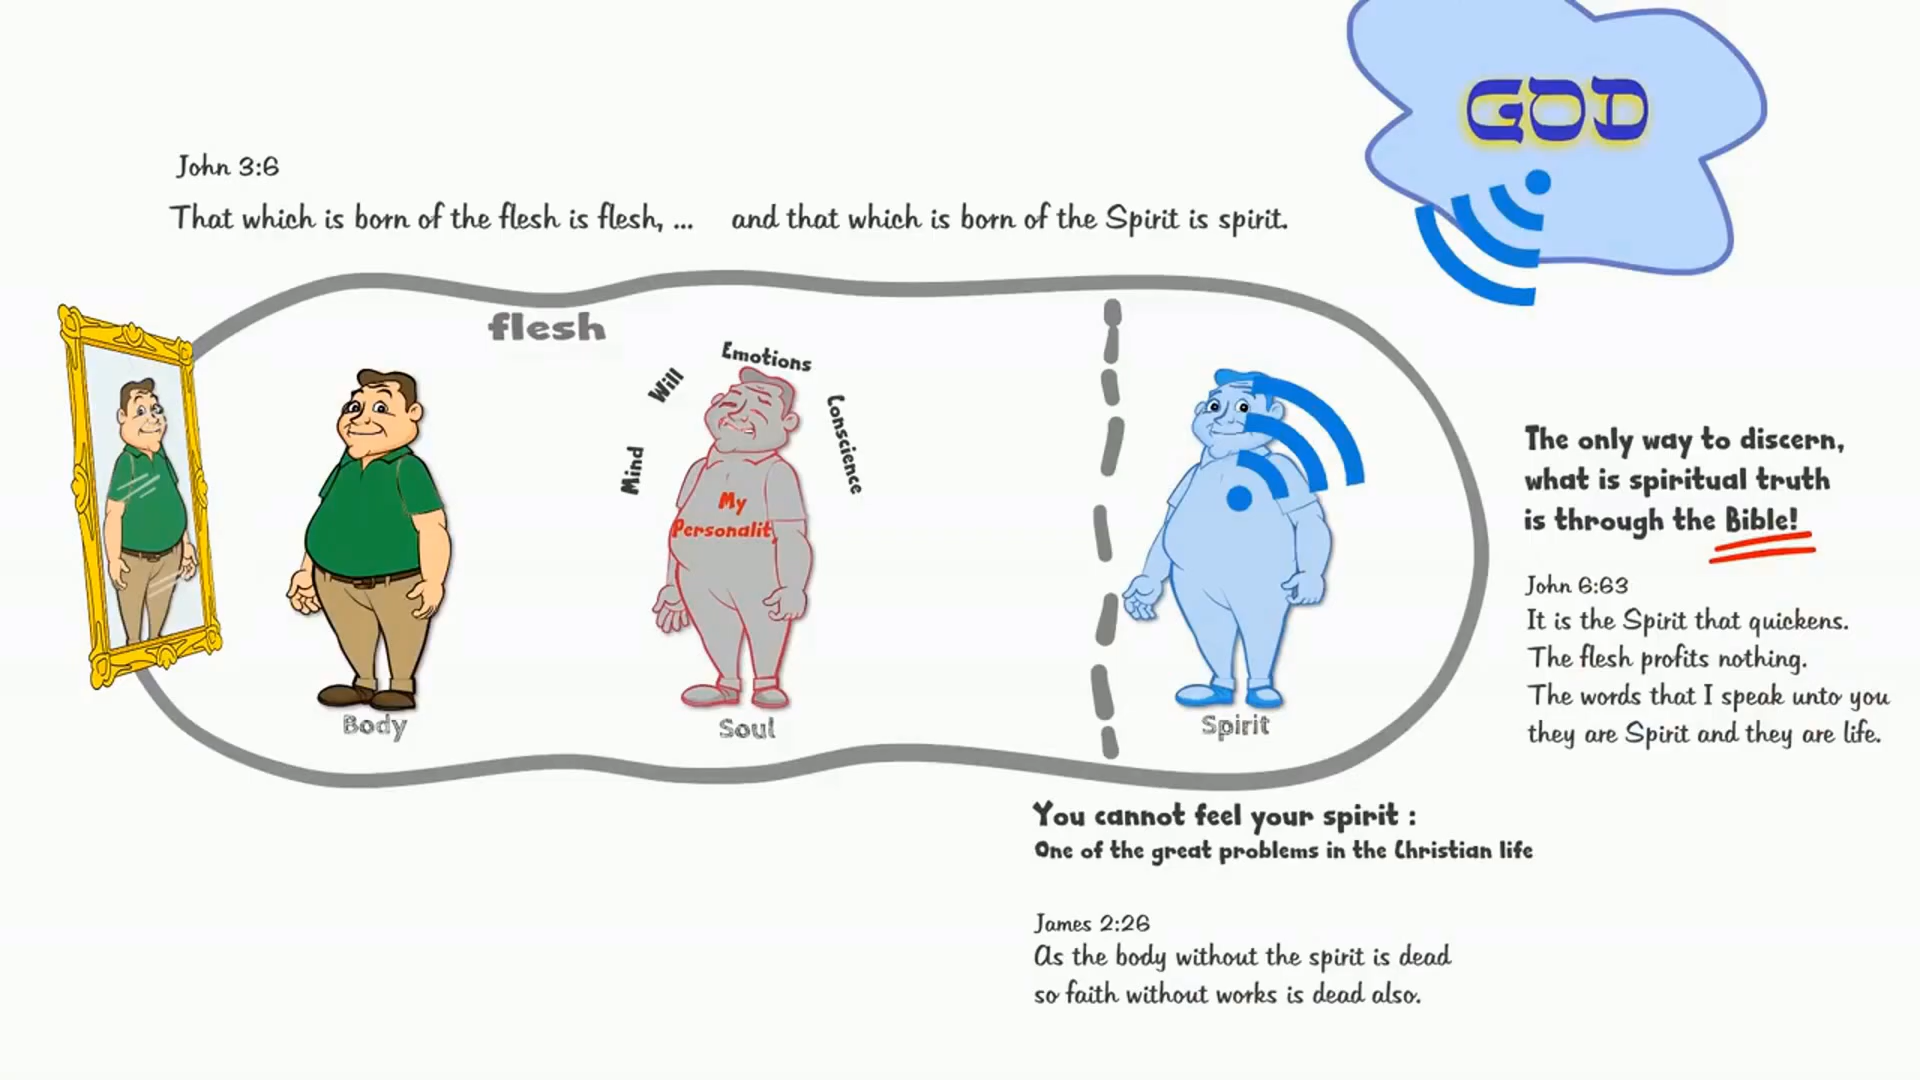 GOD
John 3:6
That which is born of the flesh is flesh, ... and that which is born of the Spirit is spirit.
flesh
Mind
Will
Emotions
Conscience
My
Personalit
Body
Soul
Spirit
The only way to discern,
what is spiritual truth
is through the Bible!
John 6:63
It is the Spirit that quickens.
The flesh profits nothing.
The words that I speak unto you
they are Spirit and they are life.
You cannot feel your spirit :
One of the great problems in the Christian life
James 2:26
As the body without the spirit is dead
so faith without works is dead also.